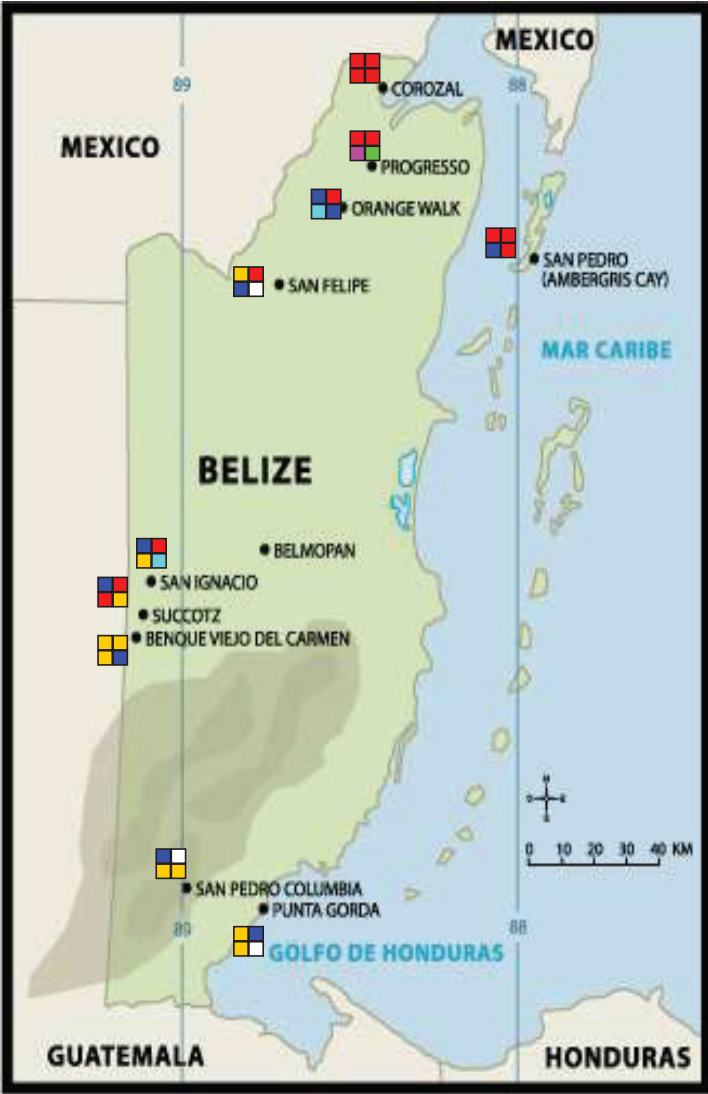 MEXICO
89
88
COROZAL
MEXICO
PROGRESSO
ORANGE WALK
SAN PEDRO
(AMBERGRIS CAY)
SAN FELIPE
MAR CARIBE
BELIZE
BELMOPAN
SAN IGNACIO
SUCCOTZ
BENQUE VIEJO DEL CARMEN
N
O E
S
0 10 20 30 40 KM
SAN PEDRO COLUMBIA
PUNTA GORDA
89
88
GOLFO DE HONDURAS
GUATEMALA
HONDURAS